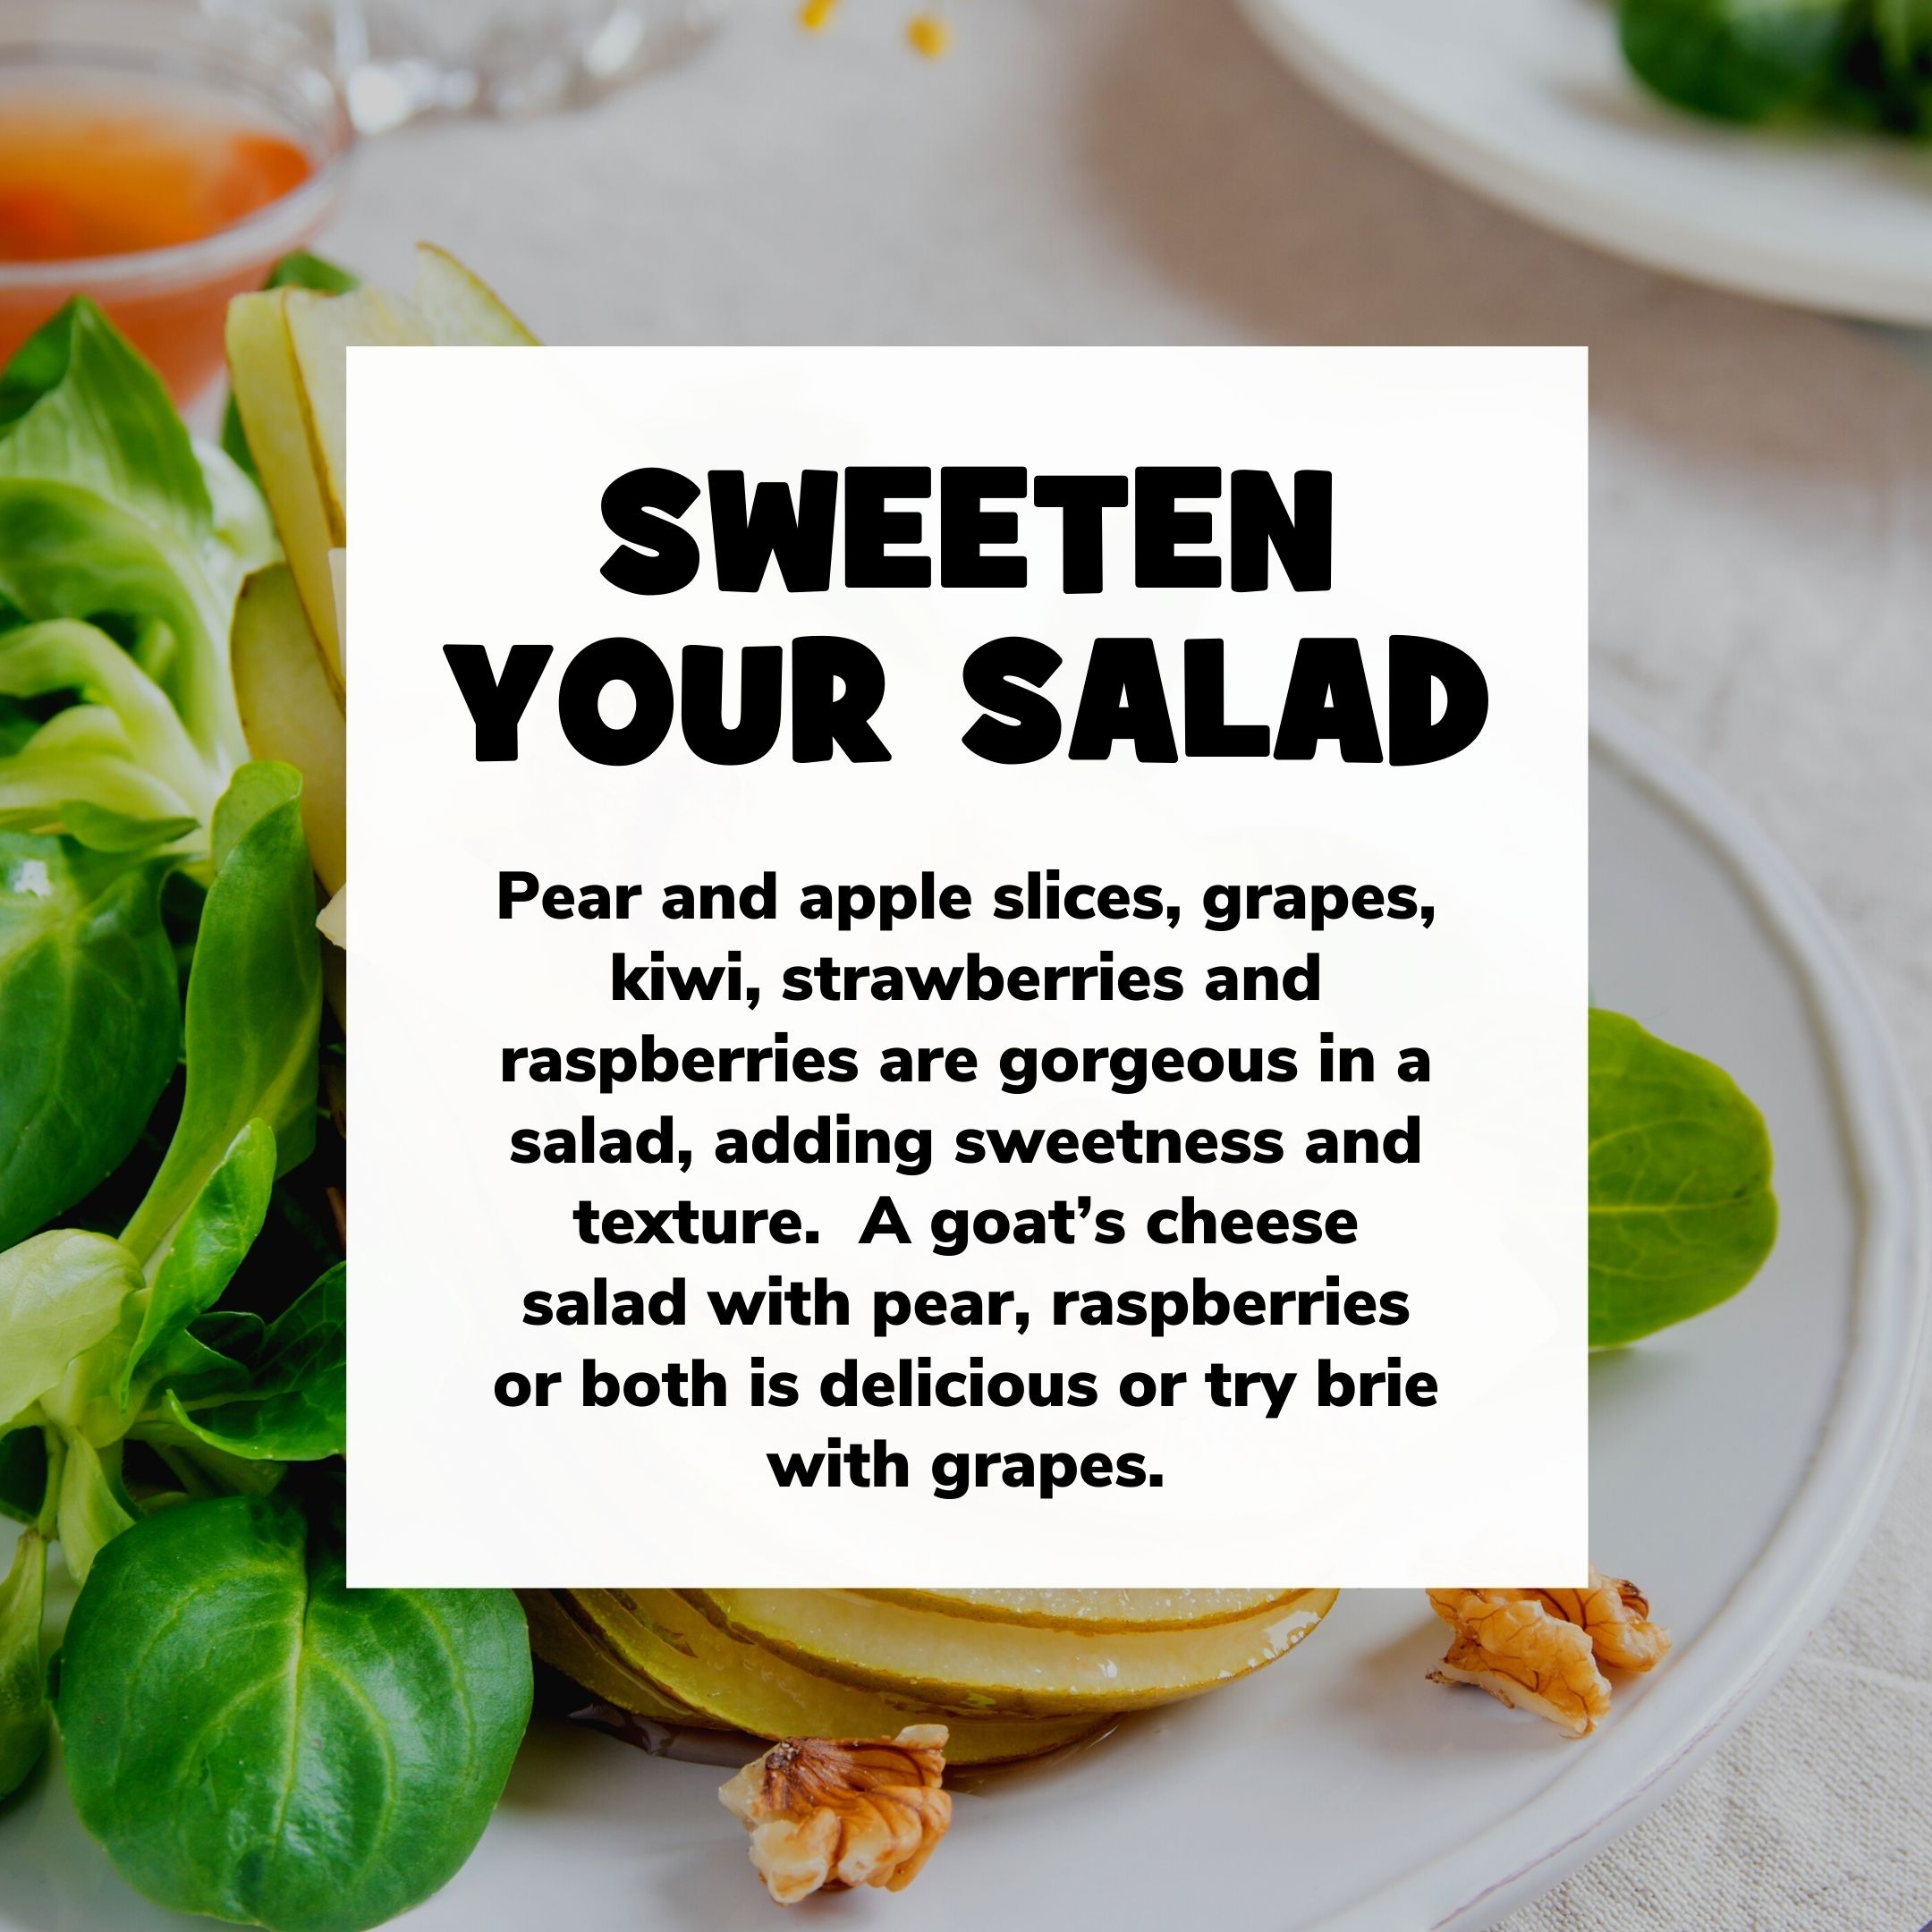 SWEETEN
YOUR SALAD
Pear and apple slices, grapes,
kiwi, strawberries and
raspberries are gorgeous in a
salad, adding sweetness and
texture.  A goat’s cheese
salad with pear, raspberries
or both is delicious or try brie
with grapes.